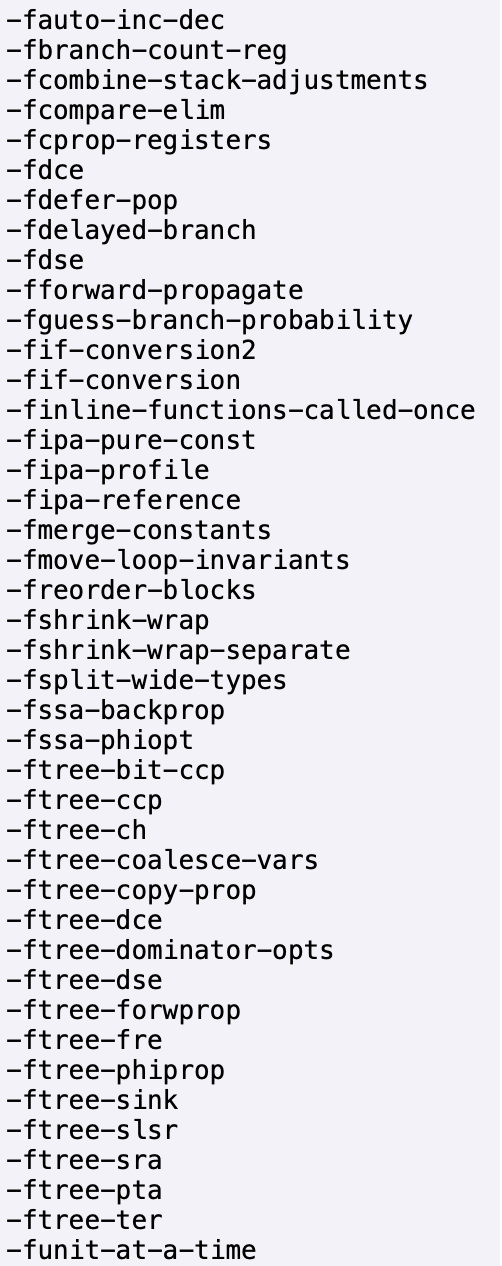 -fauto-inc-dec
-fbranch-count-reg
-fcombine-stack-adjustments
-fcompare-elim
-fcprop-registers
-fdce
-fdefer-pop
-fdelayed-branch
-fdse
-fforward-propagate
-fguess-branch-probability
-fif-conversion2
-fif-conversion
-finline-functions-called-once
-fipa-pure-const
-fipa-profile
-fipa-reference
-fmerge-constants
-fmove-loop-invariants
-freorder-blocks
-fshrink-wrap
-fshrink-wrap-separate
-fsplit-wide-types
-fssa-backprop
-fssa-phiopt
-ftree-bit-ccp
-ftree-ccp
-ftree-ch
-ftree-coalesce-vars
-ftree-copy-prop
-ftree-dce
-ftree-dominator-opts
-ftree-dse
-ftree-forwprop
-ftree-fre
-ftree-phiprop
-ftree-sink
-ftree-slsr
-ftree-sra
-ftree-pta
-ftree-ter
-funit-at-a-time